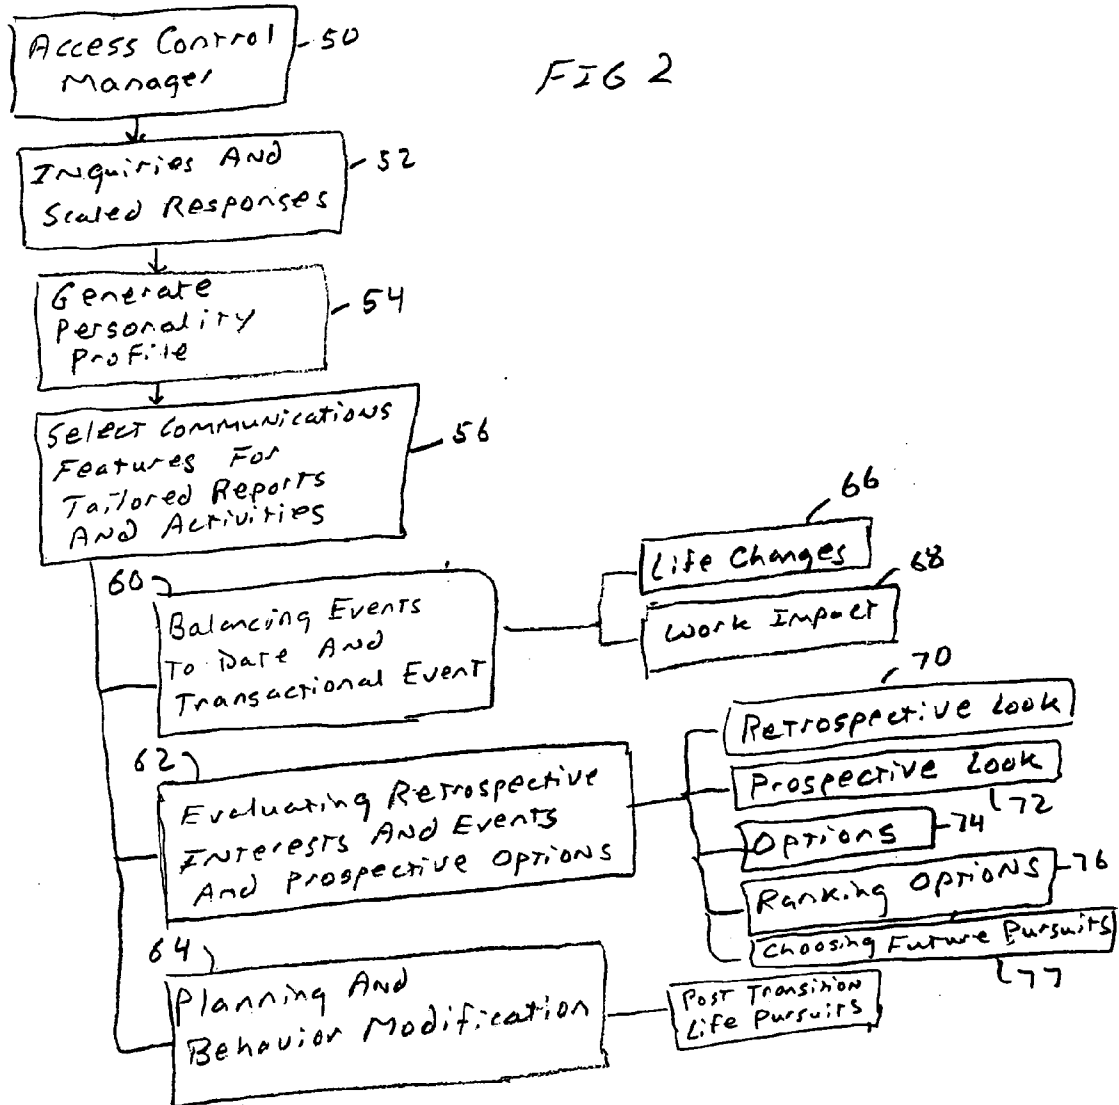 FIG 2
Access Control
Manager
50
Inquiries And
Scaled Responses
52
Generate
Personality
Profile
54
Select Communications
Features For
Tailored Reports
And Activities
56
60
Balancing Events
To Date And
Transactional Event
66
Life Changes
68
Work Impact
62
Evaluating Retrospective
Interests And Events
And Prospective Options
70
Retrospective Look
Prospective Look
72
Options
74
Ranking Options
76
Choosing Future Pursuits
77
64
Planning And
Behavior Modification
Post Transition
Life Pursuits